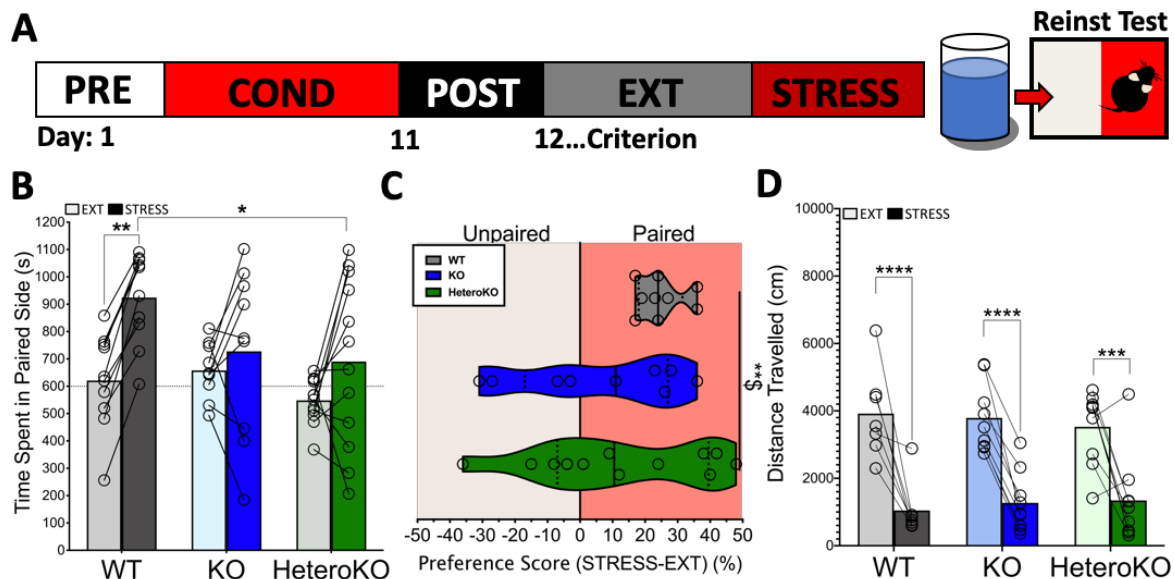 A
Reinst Test
PRE COND POST EXT STRESS
Day: 1 11 12...Criterion
B
EXT STRESS
**
*
Time Spent in Paired Side (s)
1200
1100
1000
900
800
700
600
500
400
300
200
100
0
WT KO HeteroKO
C
Unpaired Paired
WT
KO
HeteroKO
$**
-50 -40 -30 -20 -10 0 10 20 30 40 50
Preference Score (STRESS-EXT) (%)
D
EXT STRESS
****
****
***
Distance Travelled (cm)
10000
8000
6000
4000
2000
0
WT KO HeteroKO